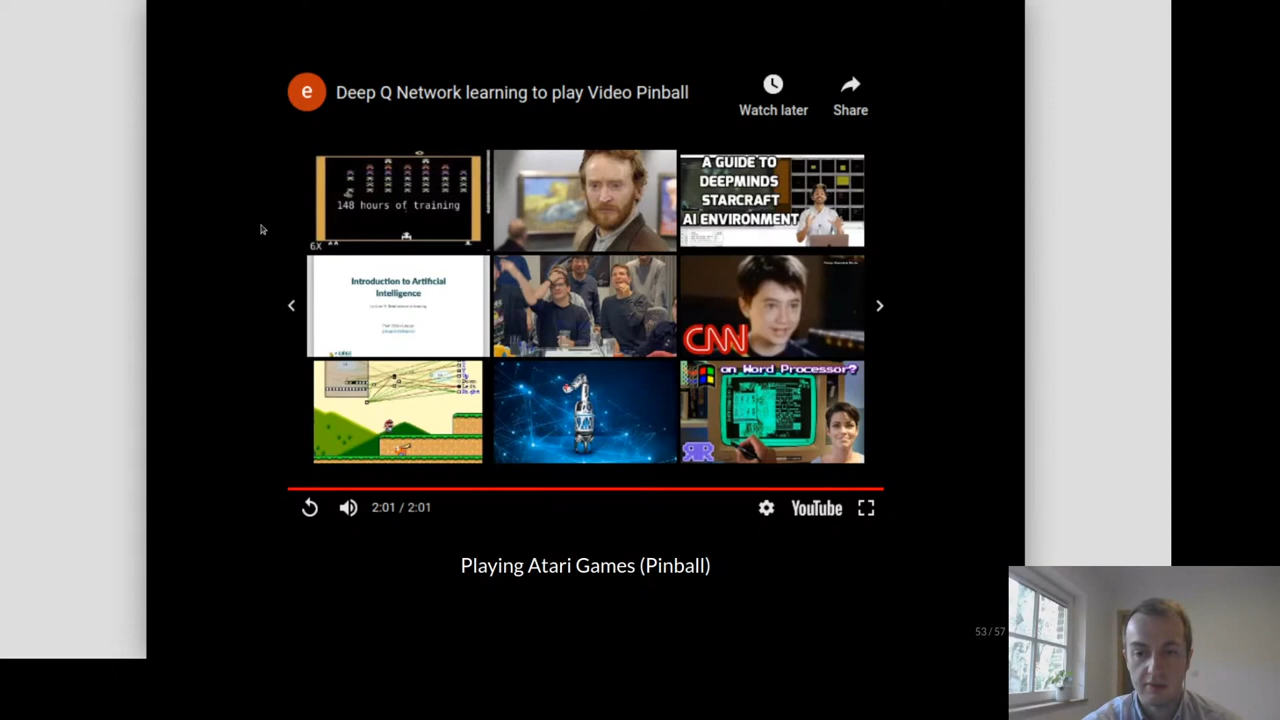 e
Deep Q Network learning to play Video Pinball
Watch later
Share
148 hours of training
6X
A GUIDE TO
DEEPMINDS
STARCRAFT
AI ENVIRONMENT
Introduction to Artificial
Intelligence
CNN
on Word Processor?
2:01 / 2:01
YouTube
Playing Atari Games (Pinball)
53 / 57